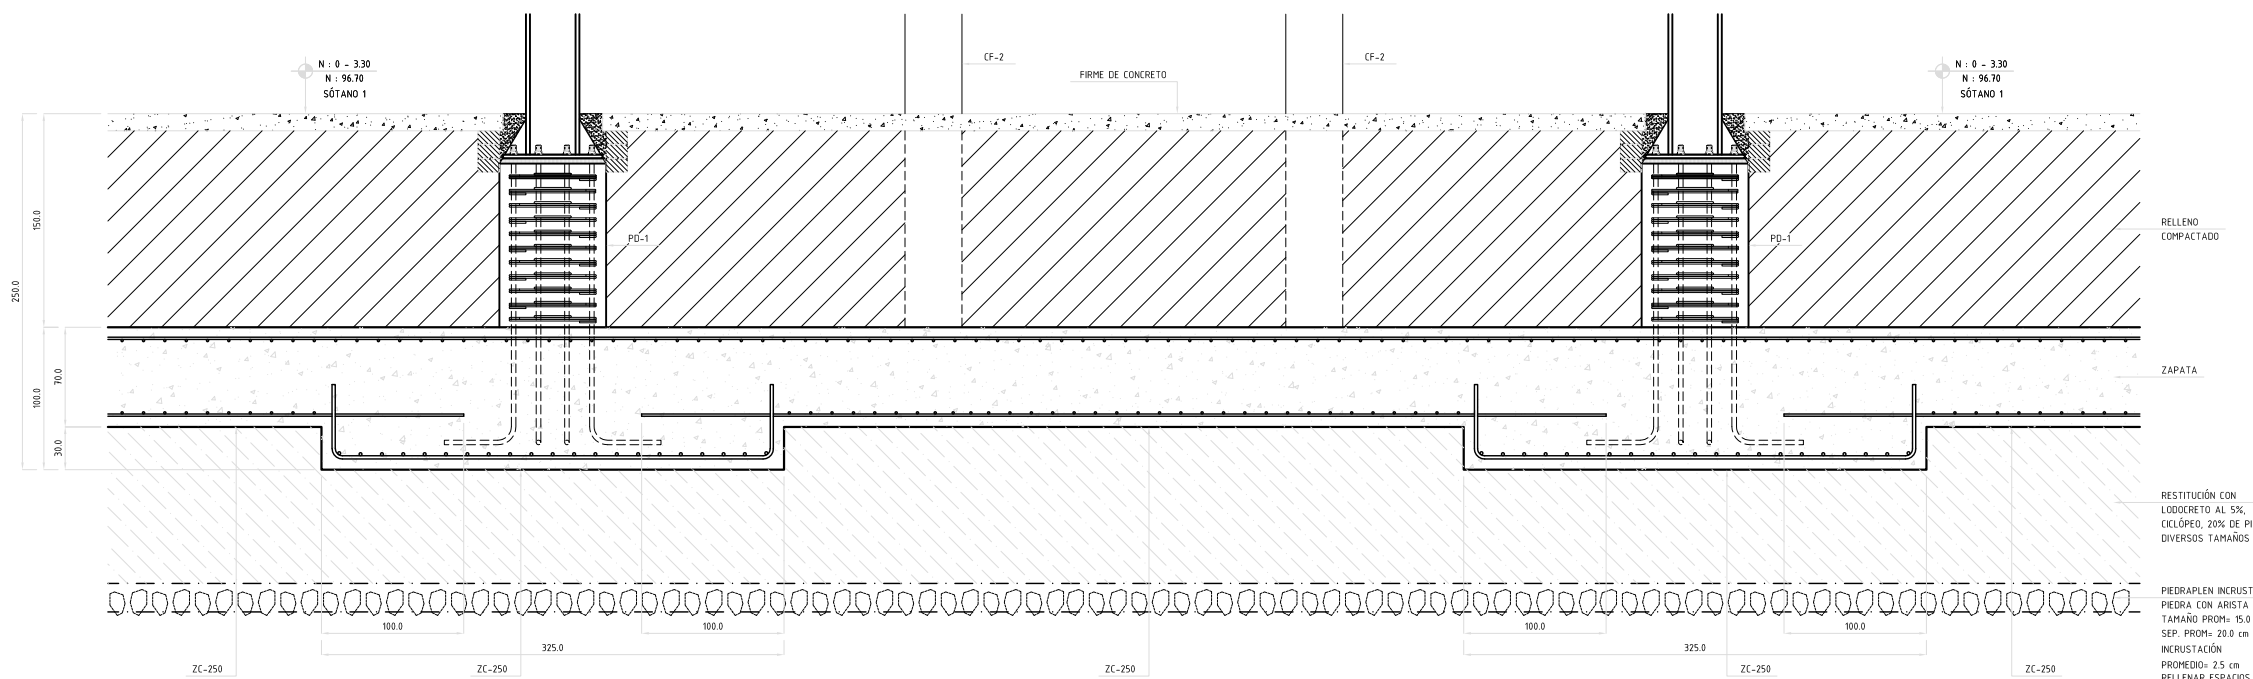 N : 0 - 3.30
N : 96.70
SÓTANO 1
CF-2
FIRME DE CONCRETO
CF-2
N : 0 - 3.30
N : 96.70
SÓTANO 1
150.0
250.0
PD-1
PD-1
RELLENO
COMPACTADO
100.0
70.0
30.0
ZAPATA
RESTITUCIÓN CON
LODOCRETO AL 5%,
CICLÓPEO, 20% DE PI
DIVERSOS TAMAÑOS
PIEDRAPLEN INCRUST
PIEDRA CON ARISTA
TAMAÑO PROM= 15.0
SEP. PROM= 20.0 cm
INCRUSTACIÓN
PROMEDIO= 2.5 cm
RELLENAR ESPACIOS
100.0
100.0
100.0
100.0
325.0
325.0
ZC-250
ZC-250
ZC-250
ZC-250
ZC-250